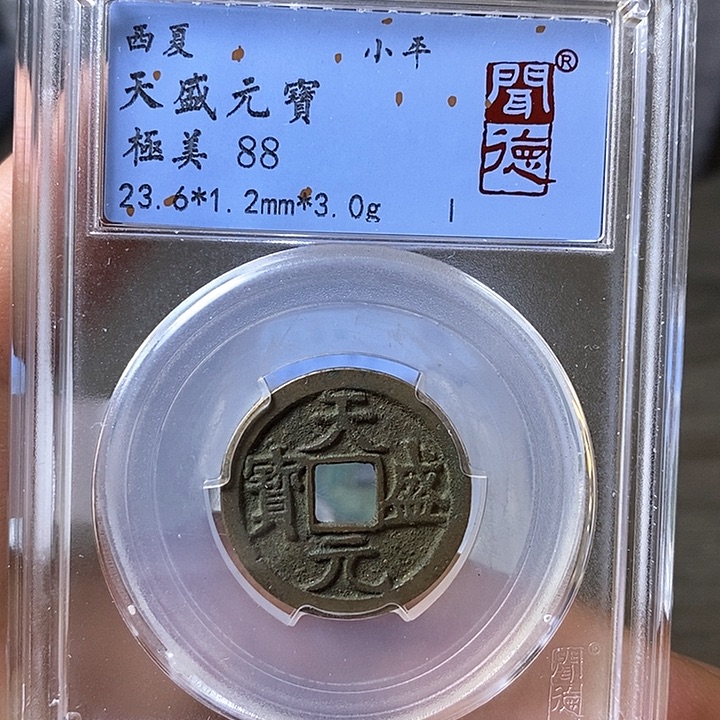 西夏 小平
天盛元寶
極美 88
23.6*1.2mm*3.0g
聞德®
天盛元寶
聞德®